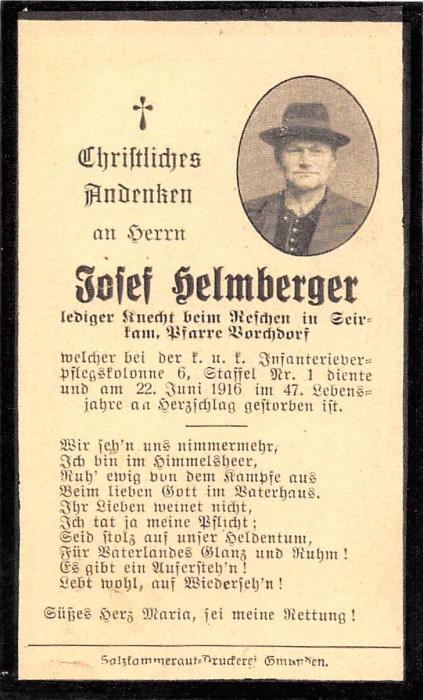 Christliches
Andenken
an Herrn
Josef Helmberger
lediger Knecht beim Reschen in Seir-
kam, Pfarre Vorchdorf
welcher bei der k. u. k. Infanteriever-
pflegskolonne 6, Staffel Nr. 1 diente
und am 22. Juni 1916 im 47. Lebens-
jahre an Herzschlag gestorben ist.
Wir seh'n uns nimmermehr,
Ich bin im Himmelsheer,
Ruh' ewig von dem Kampfe aus
Beim lieben Gott im Vaterhaus.
Ihr Lieben weinet nicht,
Ich tat ja meine Pflicht;
Seid stolz auf unser Heldentum,
Für Vaterlandes Glanz und Ruhm!
Es gibt ein Aufersteh'n!
Lebt wohl, auf Wiederseh'n!
Süßes Herz Maria, sei meine Rettung!
Salzkammergut-Druckerei Gmunden.